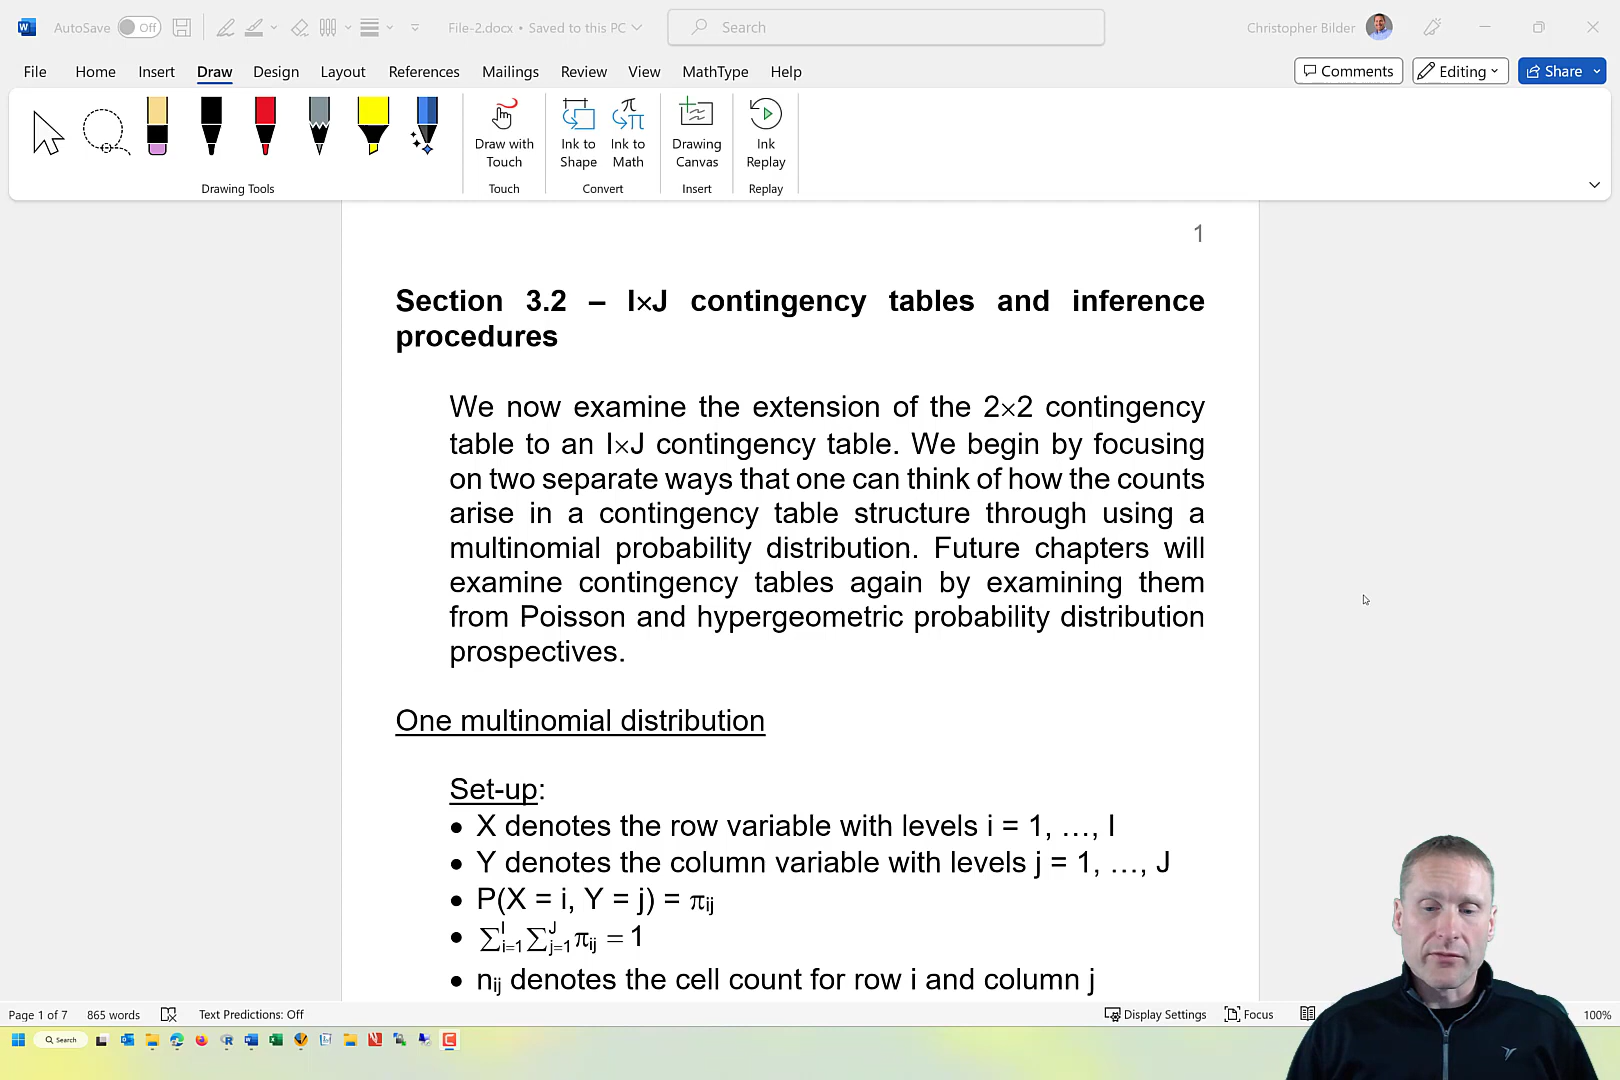 AutoSave Off File-2.docx • Saved to this PC Search Christopher Bilder
File Home Insert Draw Design Layout References Mailings Review View MathType Help Comments Editing Share
Draw with Touch
Ink to Shape
Ink to Math
Drawing Canvas
Ink Replay
Drawing Tools Touch Convert Insert Replay
1
Section 3.2 – I×J contingency tables and inference
procedures
We now examine the extension of the 2×2 contingency
table to an I×J contingency table. We begin by focusing
on two separate ways that one can think of how the counts
arise in a contingency table structure through using a
multinomial probability distribution. Future chapters will
examine contingency tables again by examining them
from Poisson and hypergeometric probability distribution
prospectives.
One multinomial distribution
Set-up:
• X denotes the row variable with levels i = 1, …, I
• Y denotes the column variable with levels j = 1, …, J
• P(X = i, Y = j) = πij
• ∑i=1^I ∑j=1^J πij = 1
• nij denotes the cell count for row i and column j
Page 1 of 7 865 words Text Predictions: Off Display Settings Focus 100%
Search